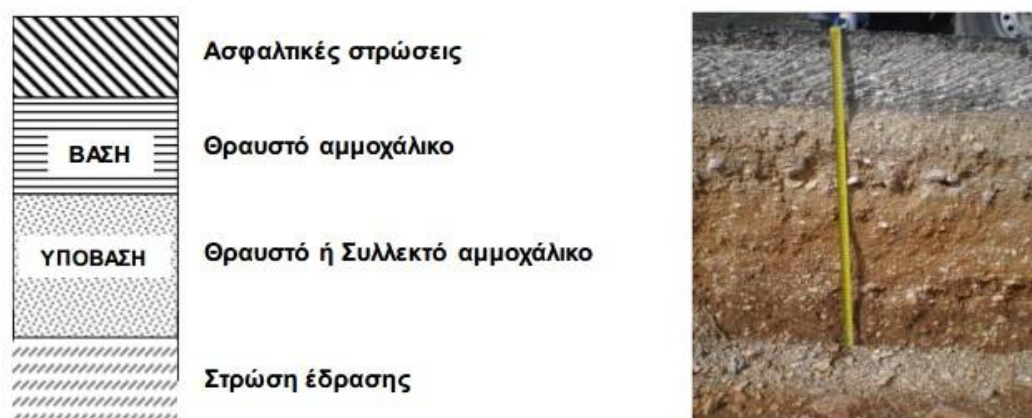 Ασφαλτικές στρώσεις
ΒΑΣΗ
Θραυστό αμμοχάλικο
ΥΠΟΒΑΣΗ
Θραυστό ή Συλλεκτό αμμοχάλικο
Στρώση έδρασης